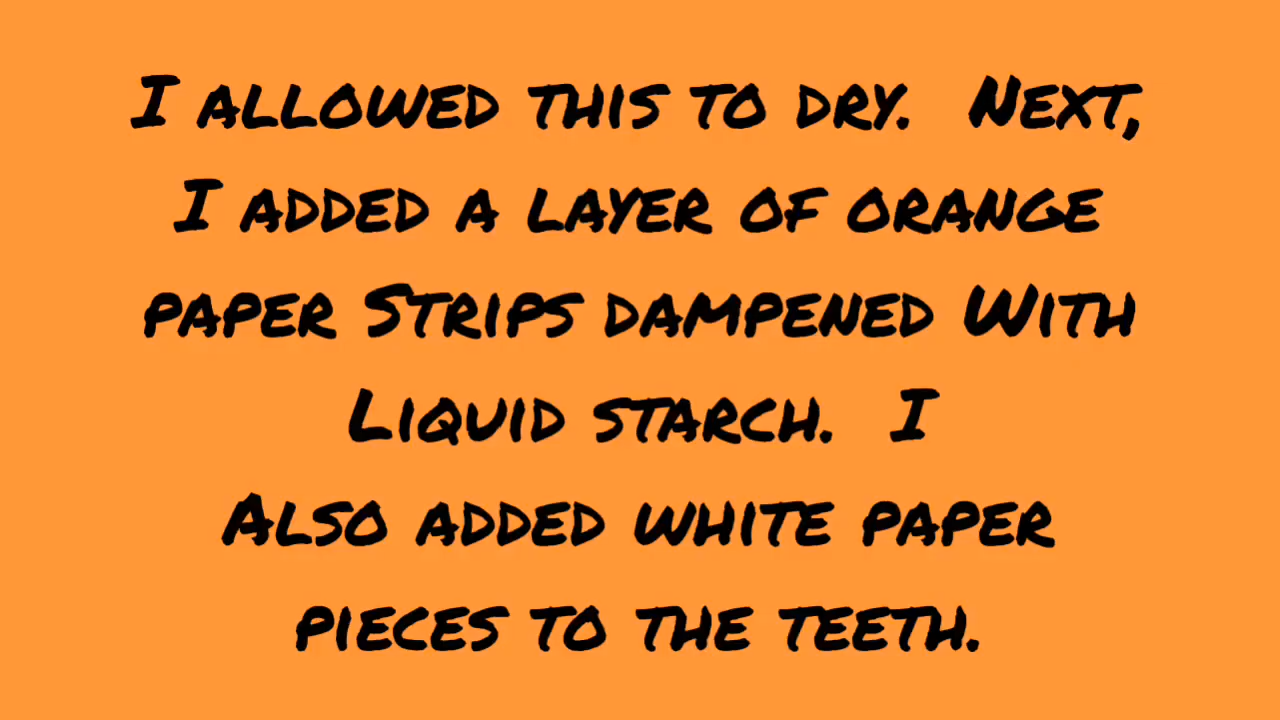 I allowed this to dry.  Next,
I added a layer of orange
paper Strips dampened With
Liquid starch.  I
Also added white paper
pieces to the teeth.